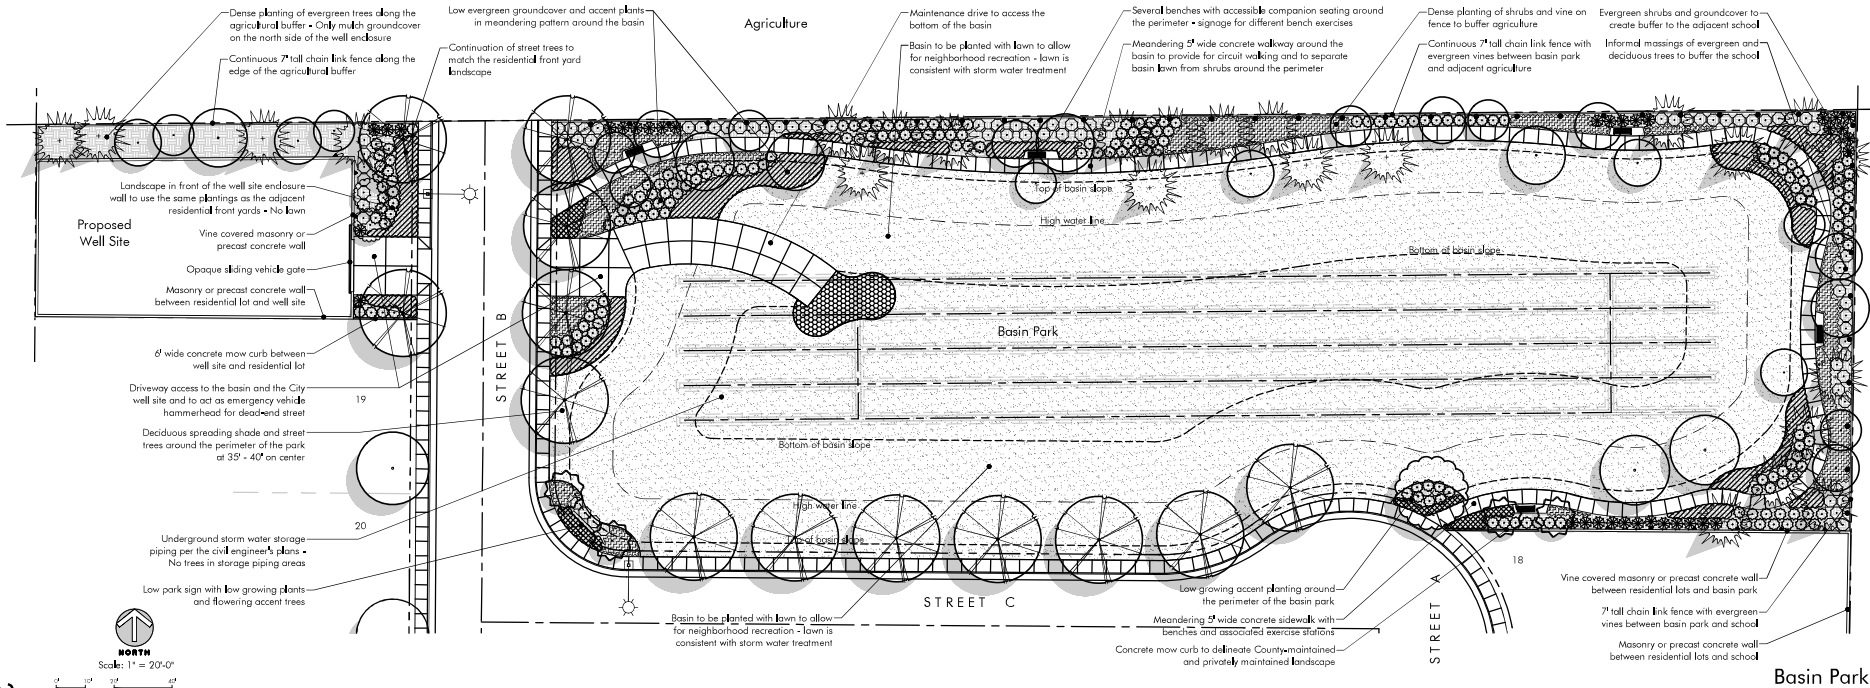 Dense planting of evergreen trees along the
agricultural buffer - Only mulch groundcover
on the north side of the well enclosure
Continuous 7' tall chain link fence along the
edge of the agricultural buffer
Low evergreen groundcover and accent plants
in meandering pattern around the basin
Continuation of street trees to
match the residential front yard
landscape
Agriculture
Maintenance drive to access the
bottom of the basin
Basin to be planted with lawn to allow
for neighborhood recreation - lawn is
consistent with storm water treatment
Several benches with accessible companion seating around
the perimeter - signage for different bench exercises
Meandering 5' wide concrete walkway around the
basin to provide for circuit walking and to separate
basin lawn from shrubs around the perimeter
Dense planting of shrubs and vine on
fence to buffer agriculture
Continuous 7' tall chain link fence with
evergreen vines between basin park
and adjacent agriculture
Evergreen shrubs and groundcover to
create buffer to the adjacent school
Informal massings of evergreen and
deciduous trees to buffer the school
Landscape in front of the well site enclosure
wall to use the same plantings as the adjacent
residential front yards - No lawn
Proposed
Well Site
Vine covered masonry or
precast concrete wall
Opaque sliding vehicle gate
Masonry or precast concrete wall
between residential lot and well site
6' wide concrete mow curb between
well site and residential lot
Driveway access to the basin and the City
well site and to act as emergency vehicle
hammerhead for dead-end street
Deciduous spreading shade and street
trees around the perimeter of the park
at 35' - 40' on center
Underground storm water storage
piping per the civil engineer's plans -
No trees in storage piping areas
Low park sign with low growing plants
and flowering accent trees
19
20
STREET B
Top of basin slope
High water line
Bottom of basin slope
Basin Park
Bottom of basin slope
High water line
Top of basin slope
STREET C
Basin to be planted with lawn to allow
for neighborhood recreation - lawn is
consistent with storm water treatment
Low growing accent planting around
the perimeter of the basin park
Meandering 5' wide concrete sidewalk with
benches and associated exercise stations
Concrete mow curb to delineate County-maintained
and privately maintained landscape
STREET A
18
Vine covered masonry or precast concrete wall
between residential lots and basin park
7' tall chain link fence with evergreen
vines between basin park and school
Masonry or precast concrete wall
between residential lots and school
NORTH
Scale: 1" = 20'-0"
0' 10' 20' 40'
Basin Park